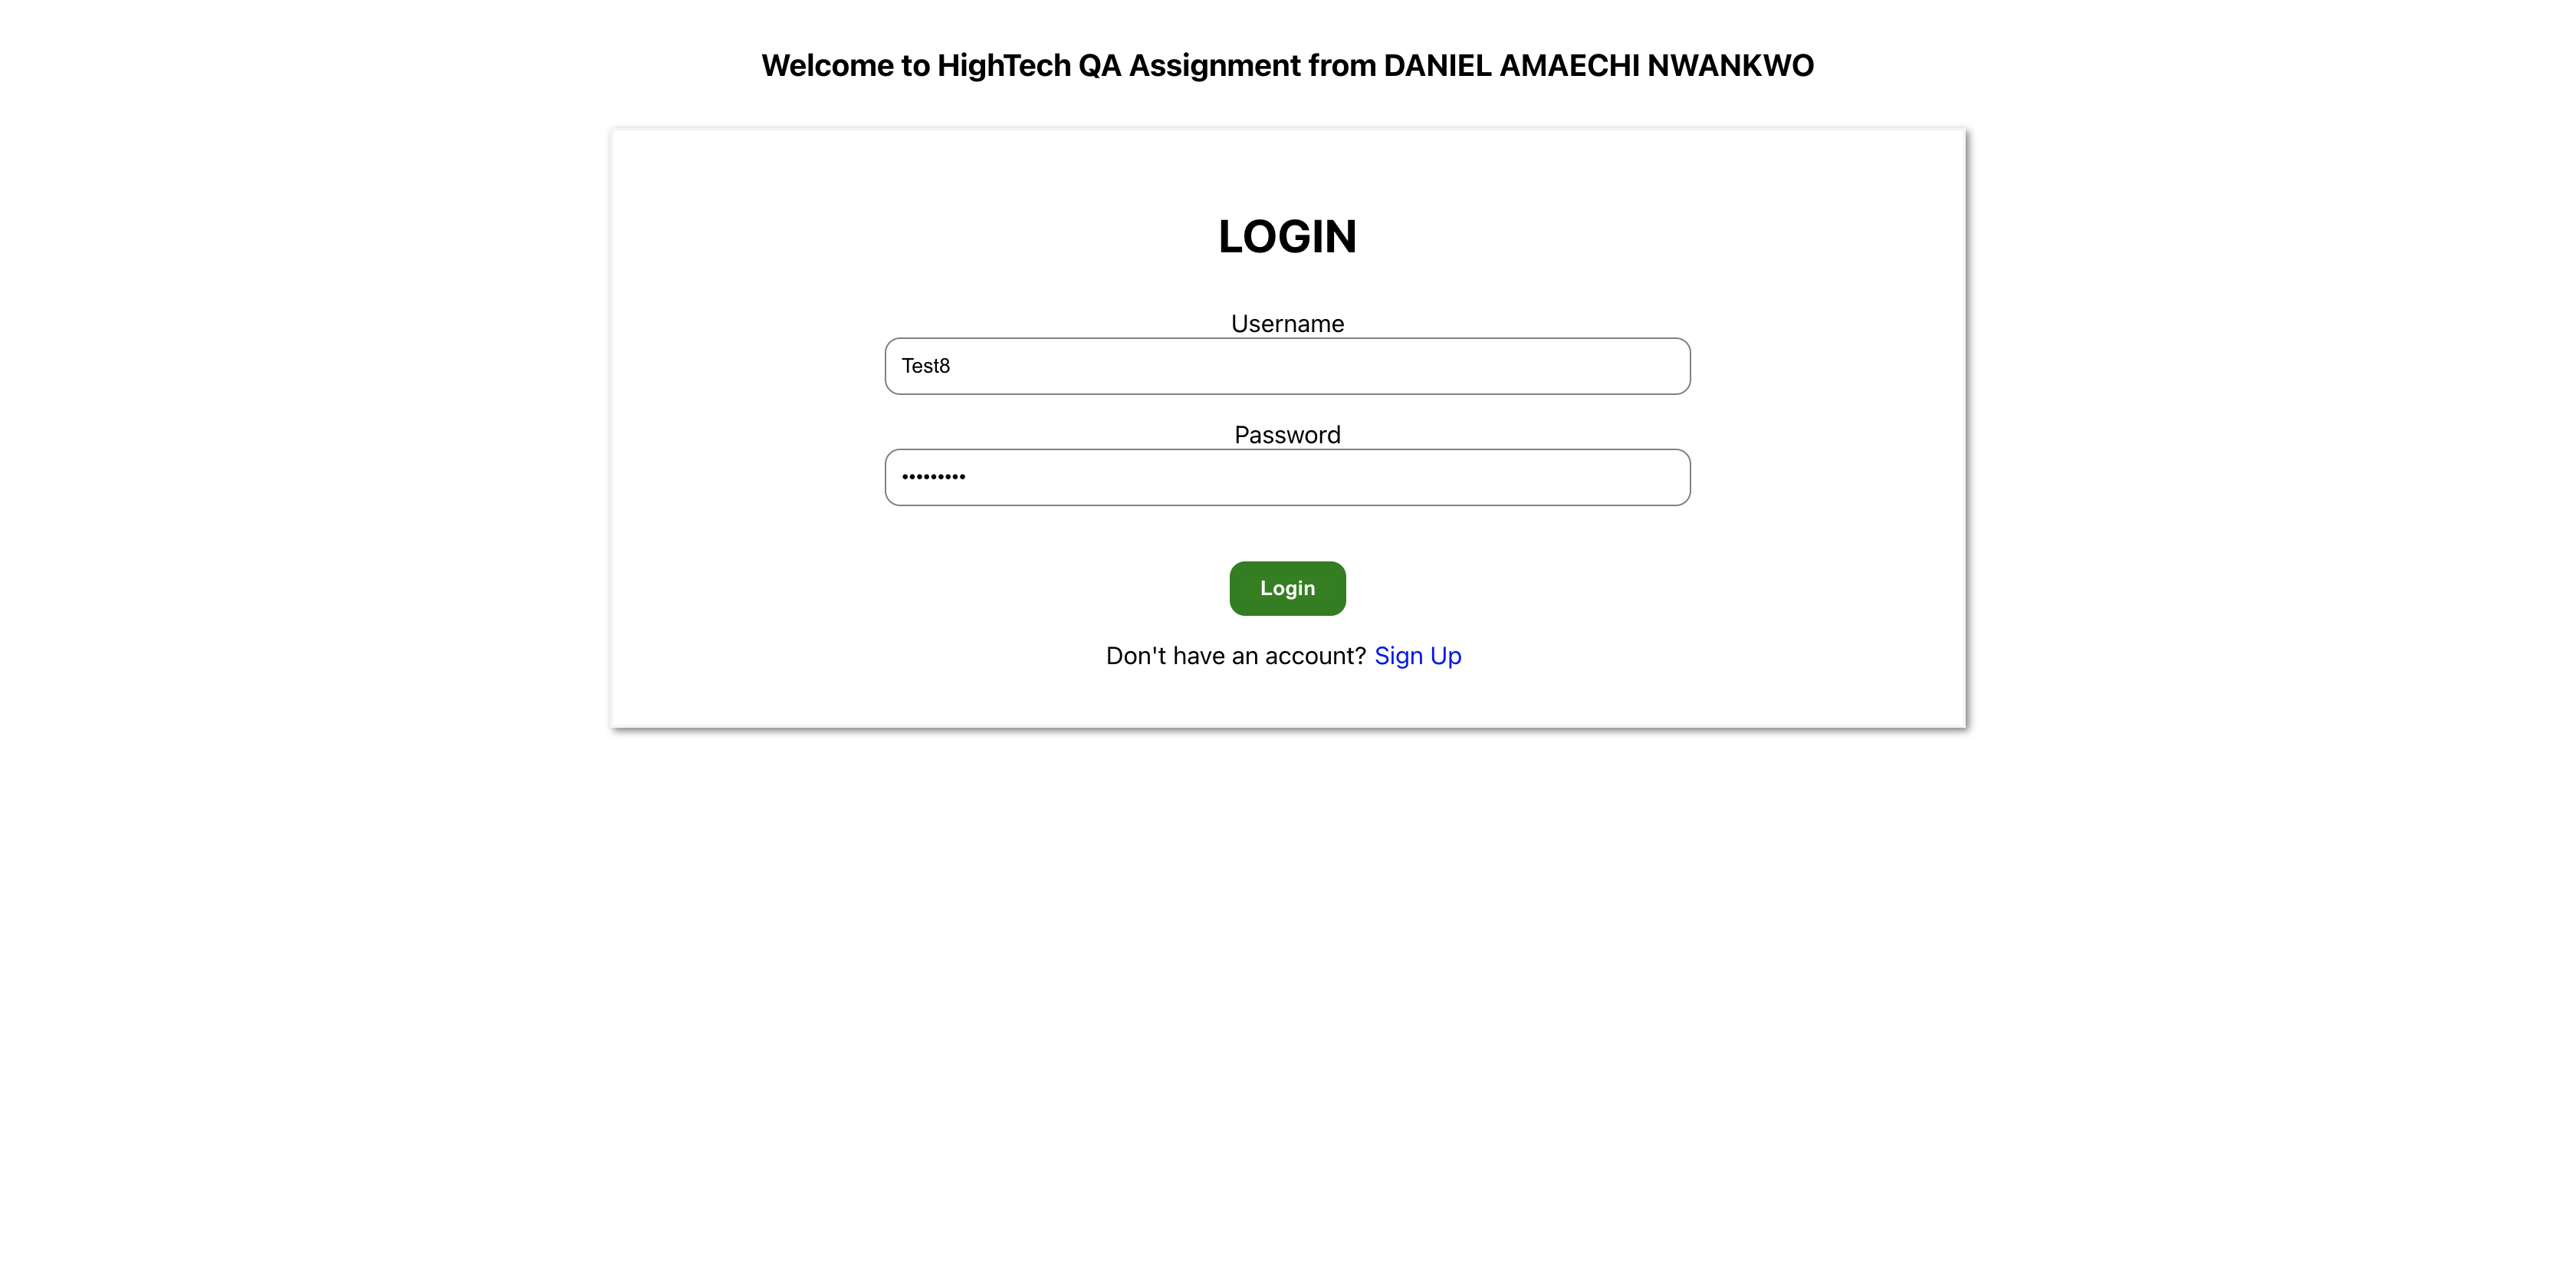 Welcome to HighTech QA Assignment from DANIEL AMAECHI NWANKWO
LOGIN
Username
Test8
Password
•••••••••
Login
Don't have an account? Sign Up